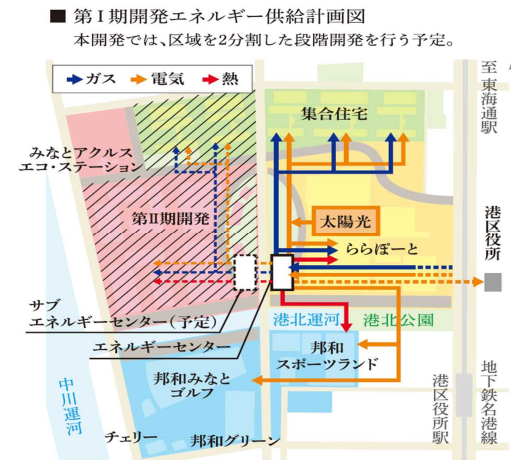 ■ 第Ⅰ期開発エネルギー供給計画図
本開発では、区域を2分割した段階開発を行う予定。
ガス 電気 熱
至 東海通駅
集合住宅
みなとアクルス
エコ・ステーション
第Ⅱ期開発
太陽光
ららぽーと
港区役所
サブ
エネルギーセンター(予定)
エネルギーセンター
港北運河
港北公園
邦和
スポーツランド
邦和みなと
ゴルフ
中川運河
チェリー
邦和グリーン
港区役所駅
地下鉄名港線